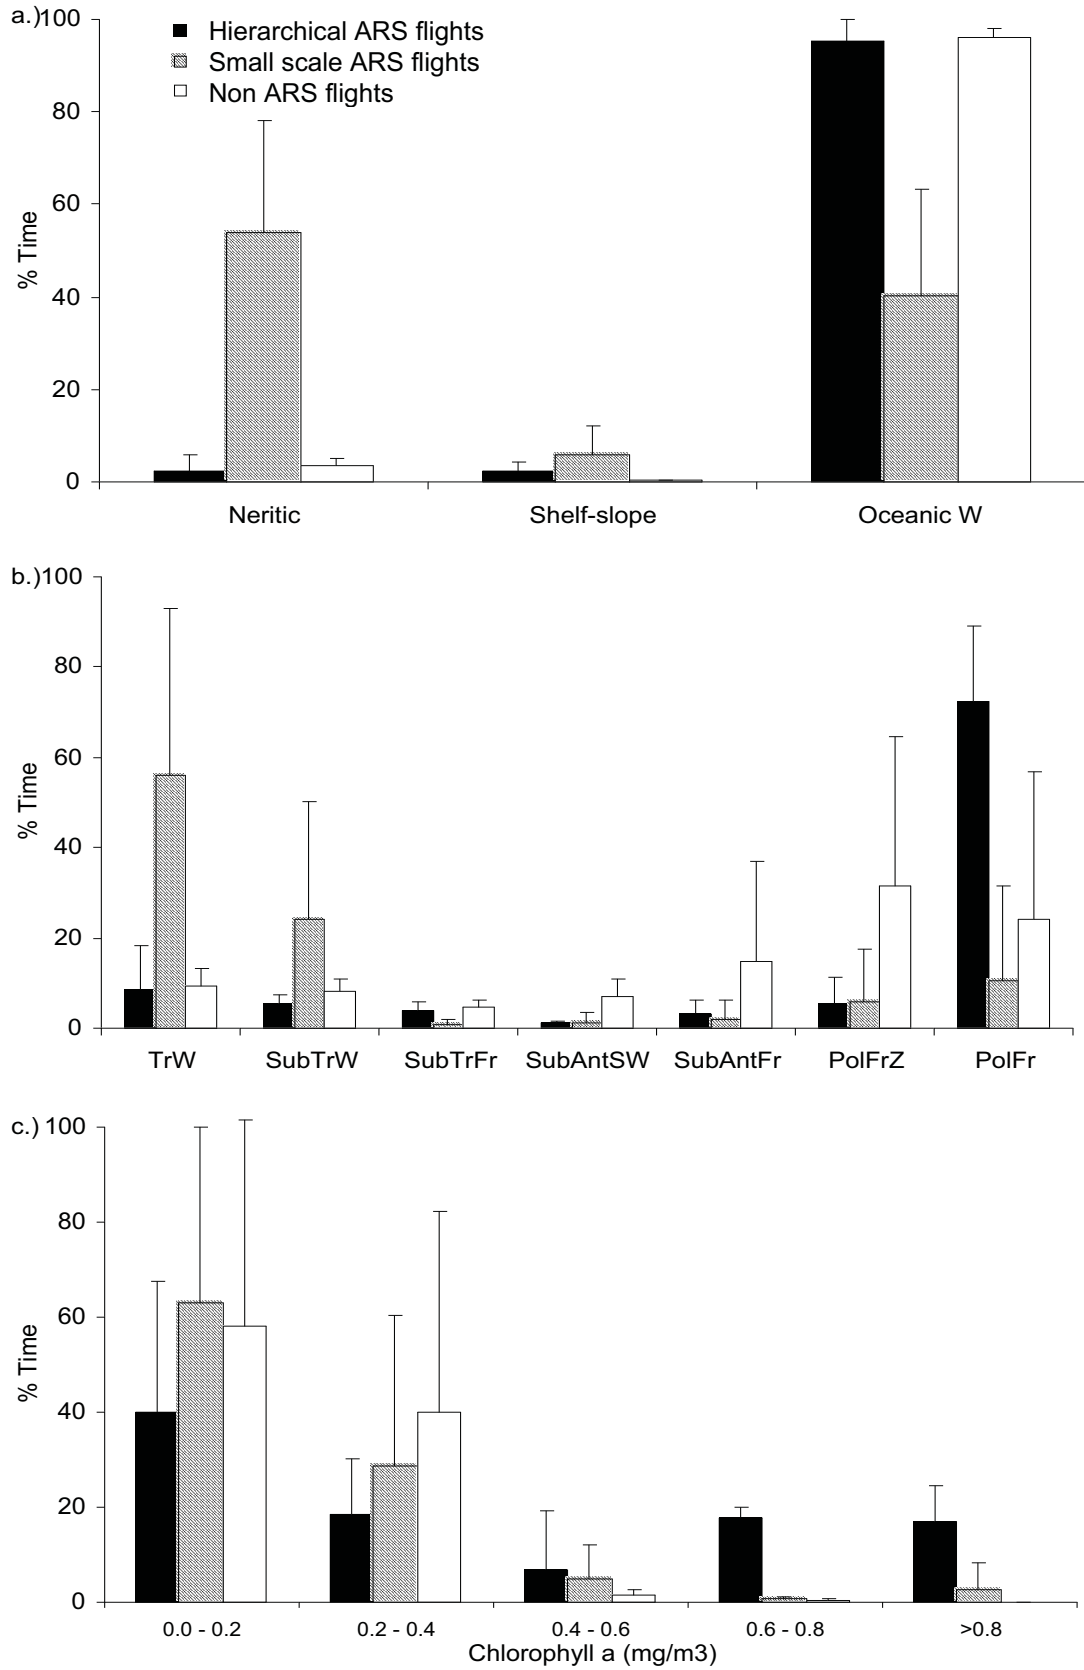 a.) 100
Hierarchical ARS flights
Small scale ARS flights
Non ARS flights
80
60
40
20
0
% Time
Neritic Shelf-slope Oceanic W
b.) 100
80
60
40
20
0
% Time
TrW SubTrW SubTrFr SubAntSW SubAntFr PolFrZ PolFr
c.) 100
80
60
40
20
0
% Time
0.0 - 0.2 0.2 - 0.4 0.4 - 0.6 0.6 - 0.8 >0.8
Chlorophyll a (mg/m3)